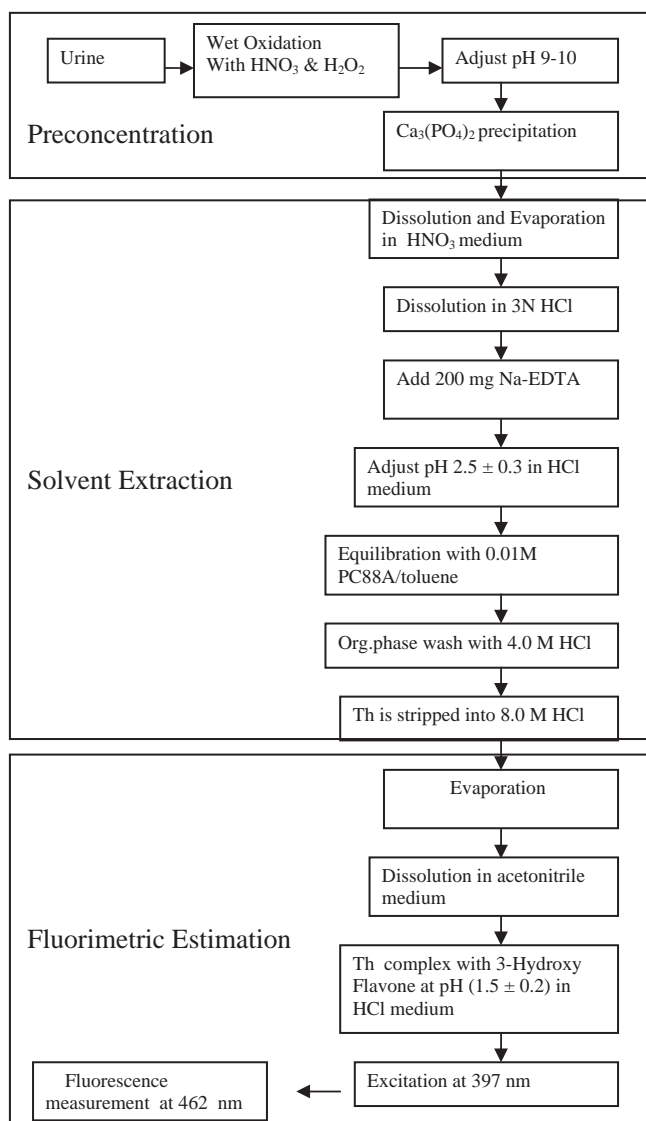 Urine
Wet Oxidation
With HNO₃ & H₂O₂
Adjust pH 9-10
Preconcentration
Ca₃(PO₄)₂ precipitation
Dissolution and Evaporation
in HNO₃ medium
Dissolution in 3N HCl
Add 200 mg Na-EDTA
Solvent Extraction
Adjust pH 2.5 ± 0.3 in HCl
medium
Equilibration with 0.01M
PC88A/toluene
Org.phase wash with 4.0 M HCl
Th is stripped into 8.0 M HCl
Evaporation
Dissolution in acetonitrile
medium
Fluorimetric Estimation
Th complex with 3-Hydroxy
Flavone at pH (1.5 ± 0.2) in
HCl medium
Excitation at 397 nm
Fluorescence
measurement at 462 nm